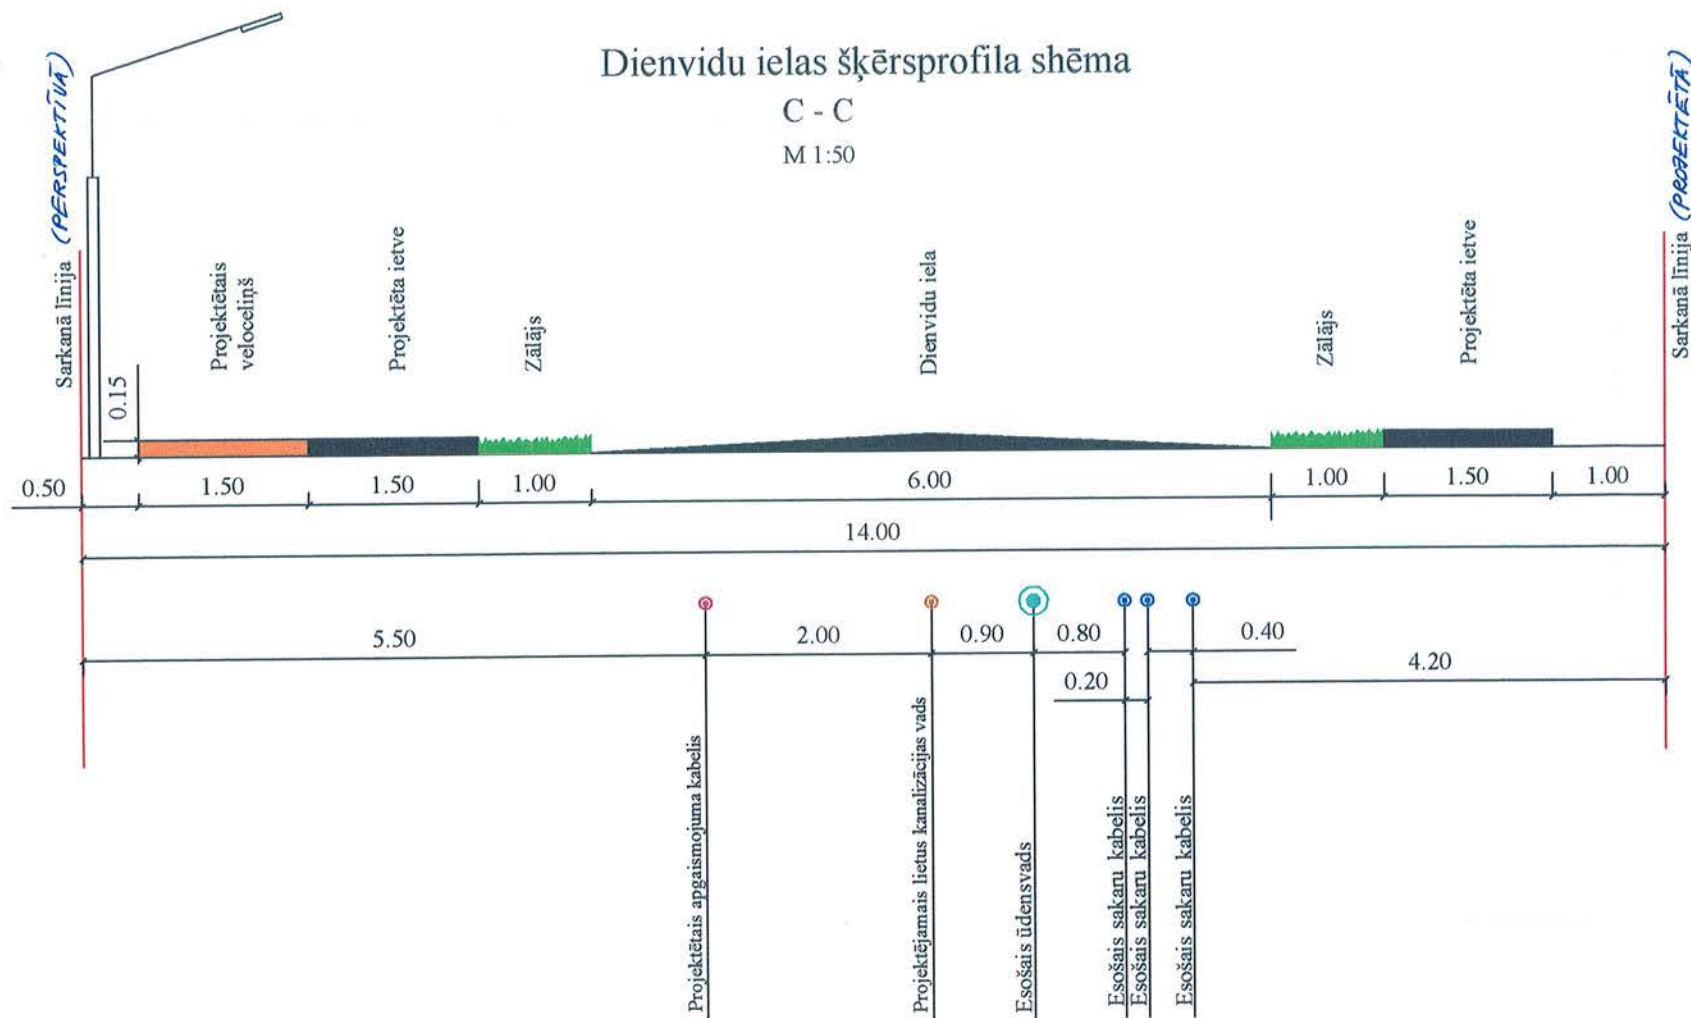 Dienvidu ielas šķērsprofila shēma
C - C
M 1:50
Sarkanā līnija (PERSPEKTĪVĀ)
Projektētais
veloceliņš
Projektēta ietve
Zālājs
Dienvidu iela
Zālājs
Projektēta ietve
Sarkanā līnija (PROJEKTĒTĀ)
0.15
0.50
1.50
1.50
1.00
6.00
1.00
1.50
1.00
14.00
5.50
2.00
0.90
0.80
0.40
0.20
4.20
Projektētais apgaismojuma kabelis
Projektējamais lietus kanalizācijas vads
Esošais ūdensvads
Esošais sakaru kabelis
Esošais sakaru kabelis
Esošais sakaru kabelis